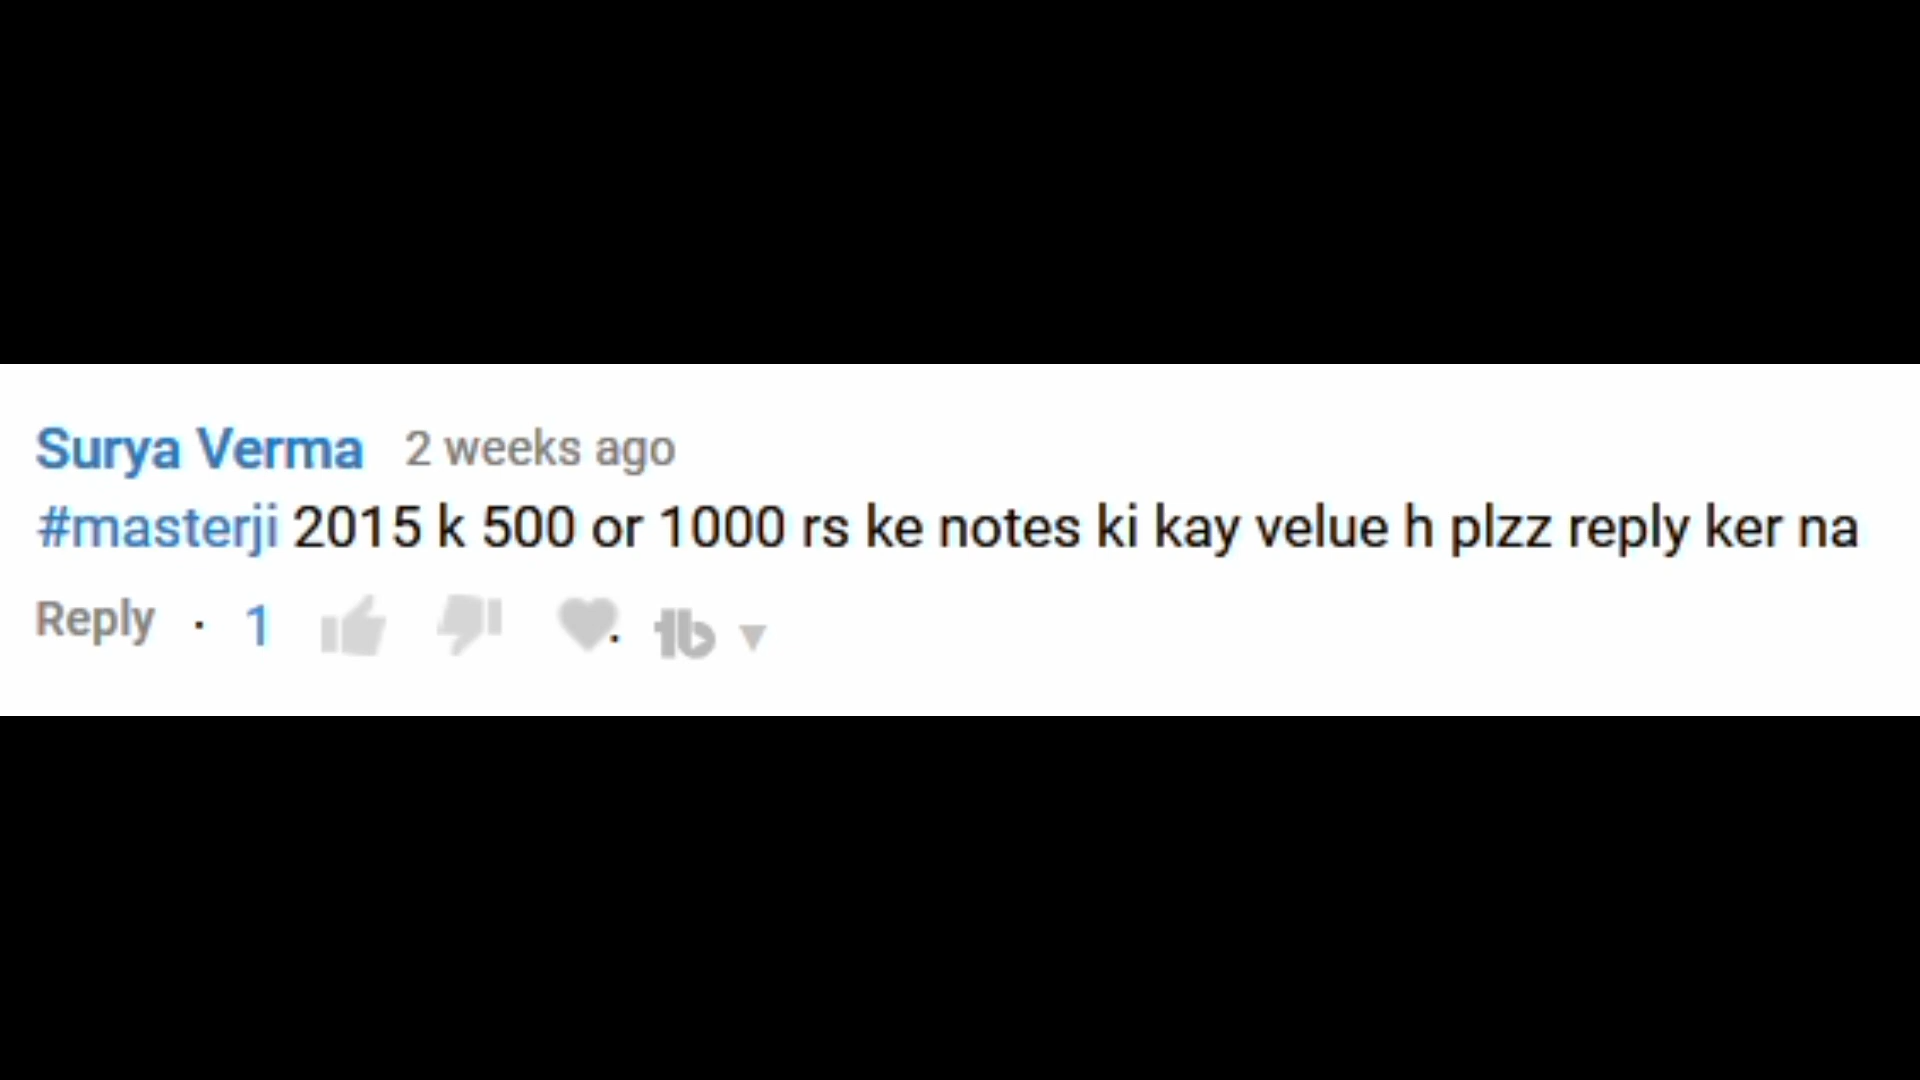 Surya Verma 2 weeks ago
#masterji 2015 k 500 or 1000 rs ke notes ki kay velue h plzz reply ker na
Reply · 1